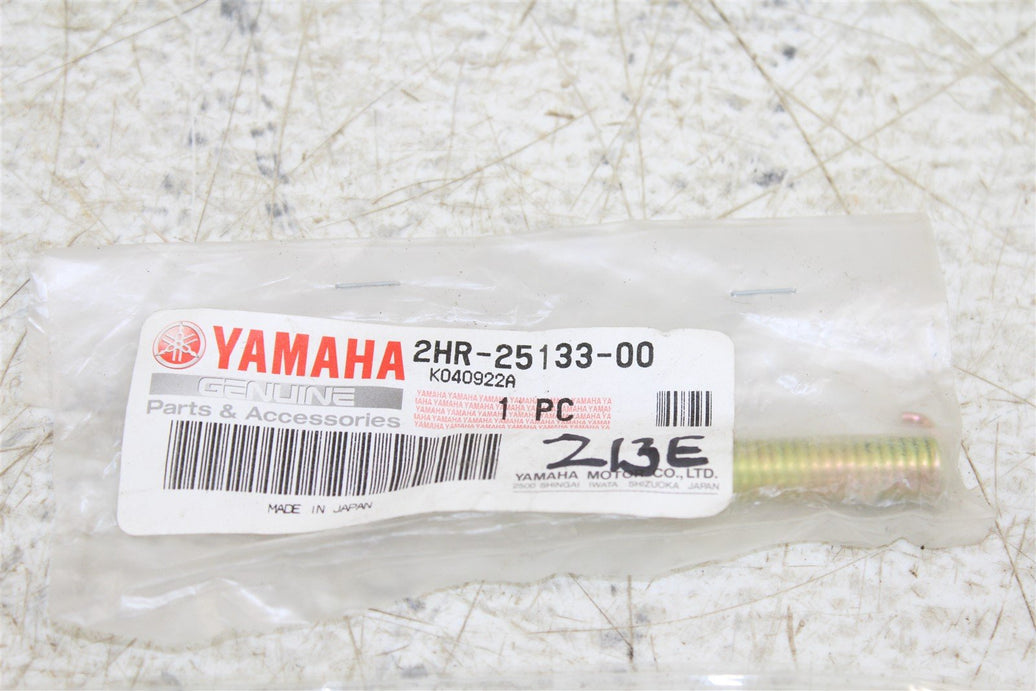 YAMAHA 2HR-25133-00
GENUINE K040922A
Parts & Accessories 1 PC
213E
YAMAHA MOTOR CO., LTD.
2500 SHINGAI IWATA SHIZUOKA JAPAN
MADE IN JAPAN